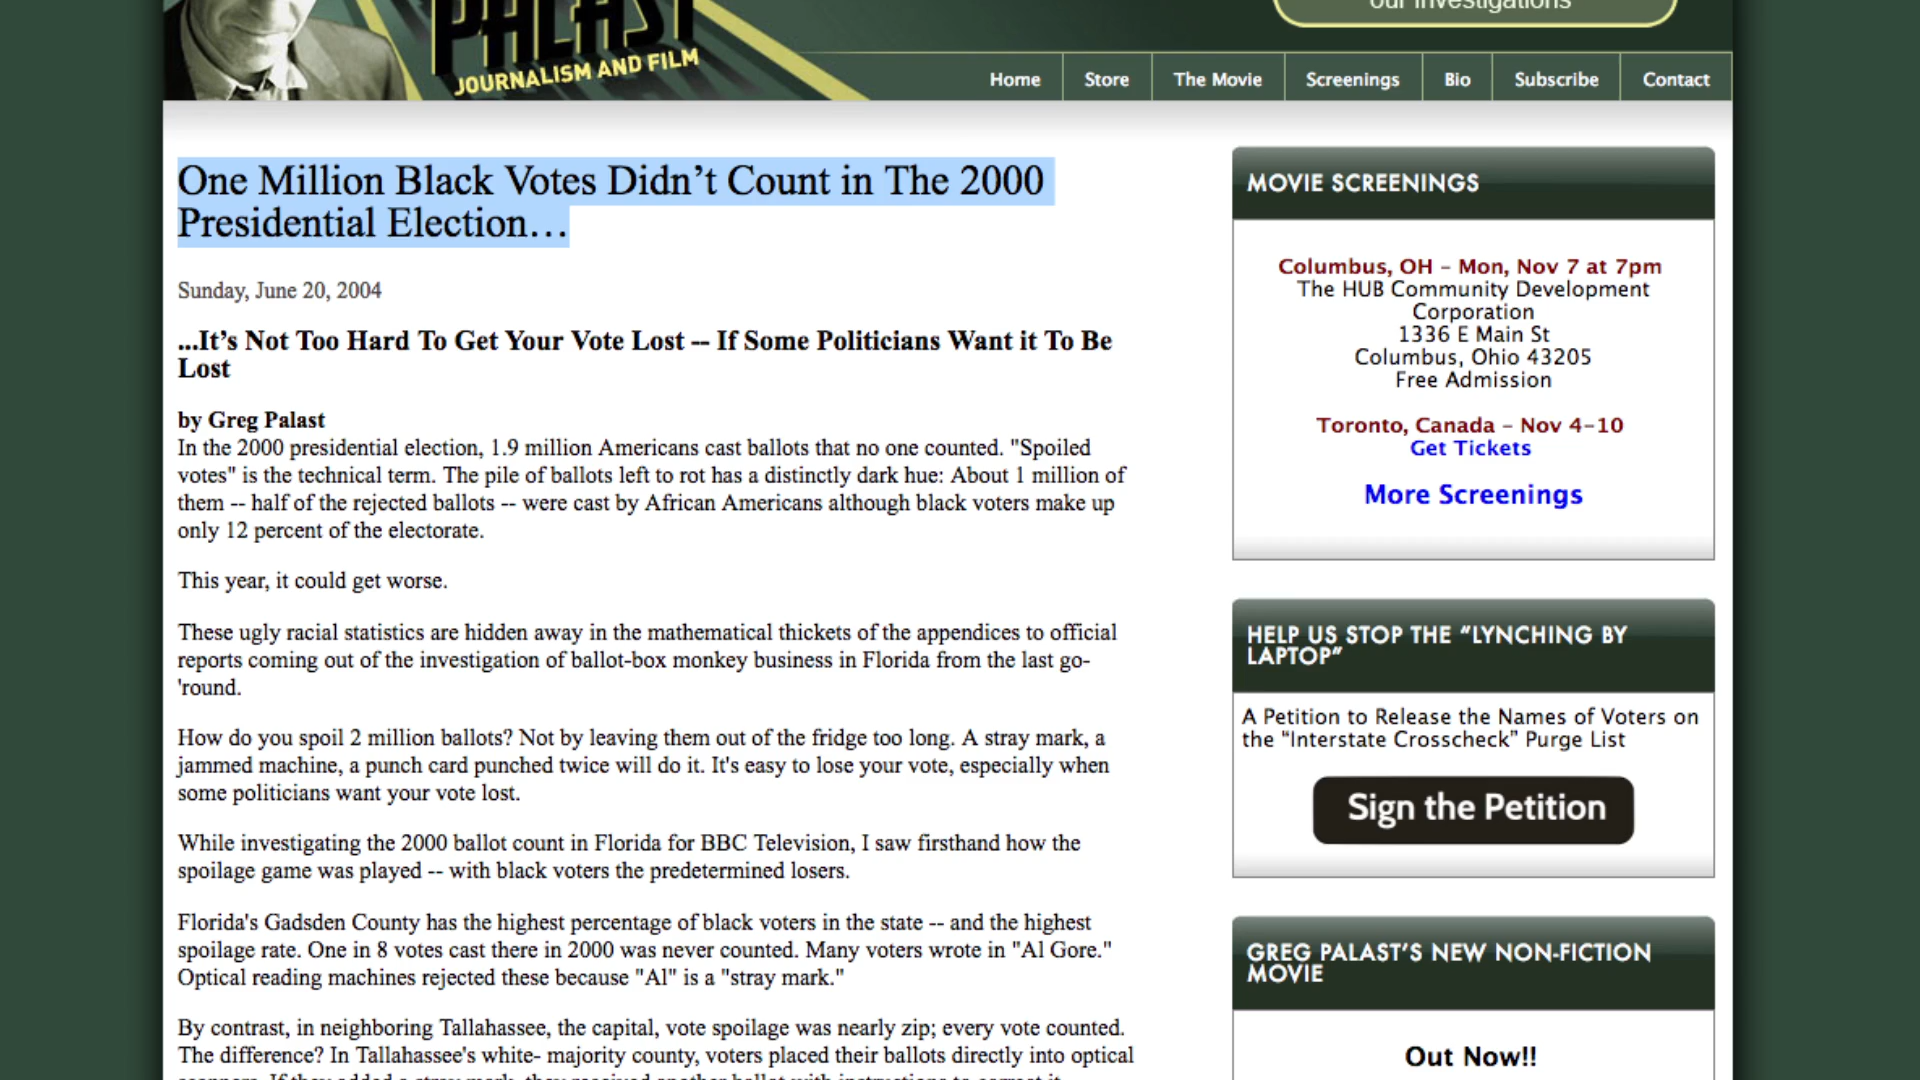 our investigations
PALAST
JOURNALISM AND FILM
Home
Store
The Movie
Screenings
Bio
Subscribe
Contact
One Million Black Votes Didn’t Count in The 2000
Presidential Election…
Sunday, June 20, 2004
...It’s Not Too Hard To Get Your Vote Lost -- If Some Politicians Want it To Be
Lost
by Greg Palast
In the 2000 presidential election, 1.9 million Americans cast ballots that no one counted. "Spoiled
votes" is the technical term. The pile of ballots left to rot has a distinctly dark hue: About 1 million of
them -- half of the rejected ballots -- were cast by African Americans although black voters make up
only 12 percent of the electorate.
This year, it could get worse.
These ugly racial statistics are hidden away in the mathematical thickets of the appendices to official
reports coming out of the investigation of ballot-box monkey business in Florida from the last go-
'round.
How do you spoil 2 million ballots? Not by leaving them out of the fridge too long. A stray mark, a
jammed machine, a punch card punched twice will do it. It's easy to lose your vote, especially when
some politicians want your vote lost.
While investigating the 2000 ballot count in Florida for BBC Television, I saw firsthand how the
spoilage game was played -- with black voters the predetermined losers.
Florida's Gadsden County has the highest percentage of black voters in the state -- and the highest
spoilage rate. One in 8 votes cast there in 2000 was never counted. Many voters wrote in "Al Gore."
Optical reading machines rejected these because "Al" is a "stray mark."
By contrast, in neighboring Tallahassee, the capital, vote spoilage was nearly zip; every vote counted.
The difference? In Tallahassee's white- majority county, voters placed their ballots directly into optical
scanners. If they added a stray mark, they received another ballot with instructions to correct it.
MOVIE SCREENINGS
Columbus, OH – Mon, Nov 7 at 7pm
The HUB Community Development
Corporation
1336 E Main St
Columbus, Ohio 43205
Free Admission
Toronto, Canada – Nov 4–10
Get Tickets
More Screenings
HELP US STOP THE “LYNCHING BY
LAPTOP”
A Petition to Release the Names of Voters on
the “Interstate Crosscheck” Purge List
Sign the Petition
GREG PALAST’S NEW NON-FICTION
MOVIE
Out Now!!